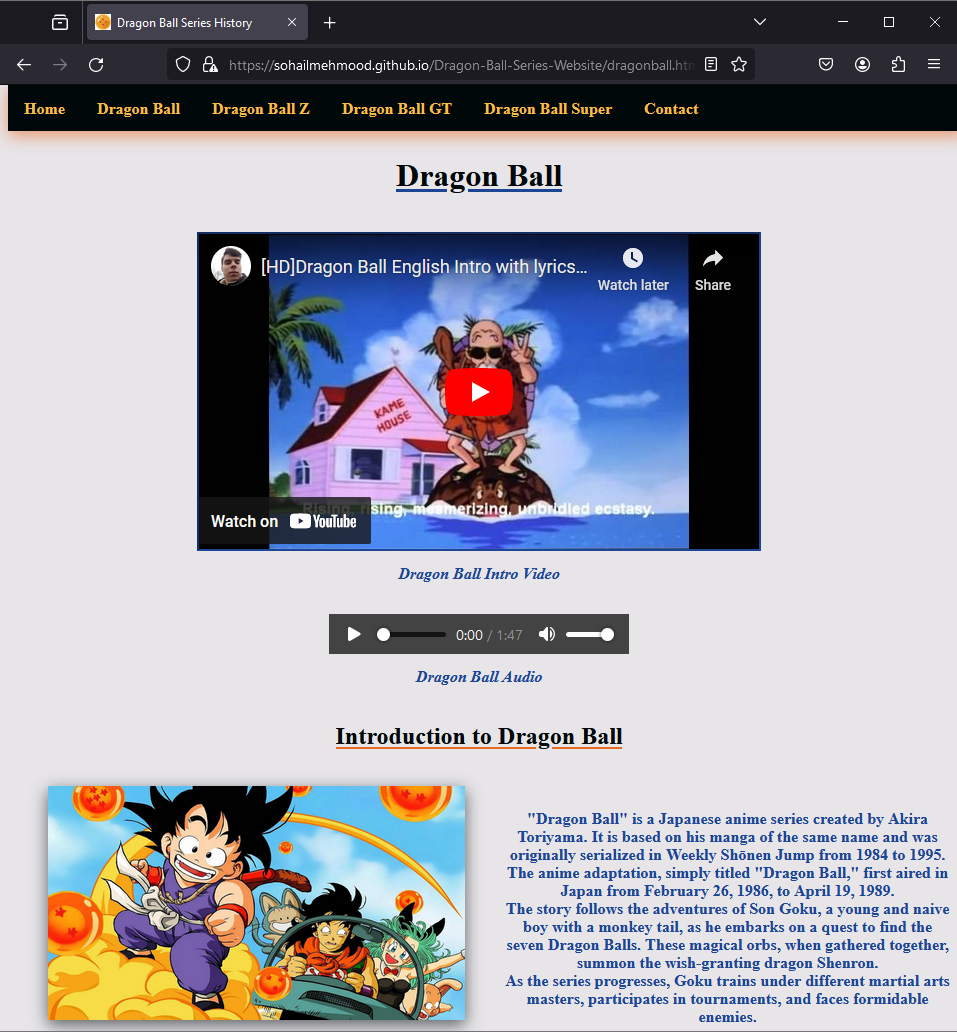 Dragon Ball Series History
https://sohailmehmood.github.io/Dragon-Ball-Series-Website/dragonball.htm
Home Dragon Ball Dragon Ball Z Dragon Ball GT Dragon Ball Super Contact
Dragon Ball
[HD]Dragon Ball English Intro with lyrics...
Watch later Share
KAME
HOUSE
Rising, rising, mesmerizing, unbridled ecstasy.
Watch on YouTube
Dragon Ball Intro Video
0:00 / 1:47
Dragon Ball Audio
Introduction to Dragon Ball
"Dragon Ball" is a Japanese anime series created by Akira
Toriyama. It is based on his manga of the same name and was
originally serialized in Weekly Shōnen Jump from 1984 to 1995.
The anime adaptation, simply titled "Dragon Ball," first aired in
Japan from February 26, 1986, to April 19, 1989.
The story follows the adventures of Son Goku, a young and naive
boy with a monkey tail, as he embarks on a quest to find the
seven Dragon Balls. These magical orbs, when gathered together,
summon the wish-granting dragon Shenron.
As the series progresses, Goku trains under different martial arts
masters, participates in tournaments, and faces formidable
enemies.